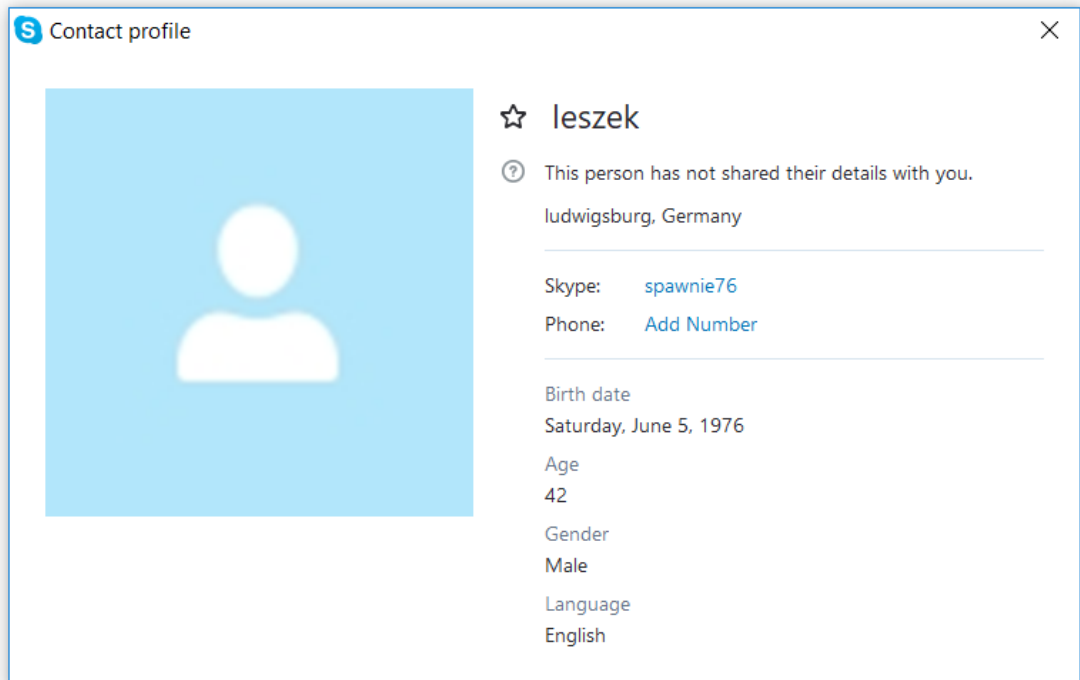 Contact profile
leszek
This person has not shared their details with you.
ludwigsburg, Germany
Skype: spawnie76
Phone: Add Number
Birth date
Saturday, June 5, 1976
Age
42
Gender
Male
Language
English